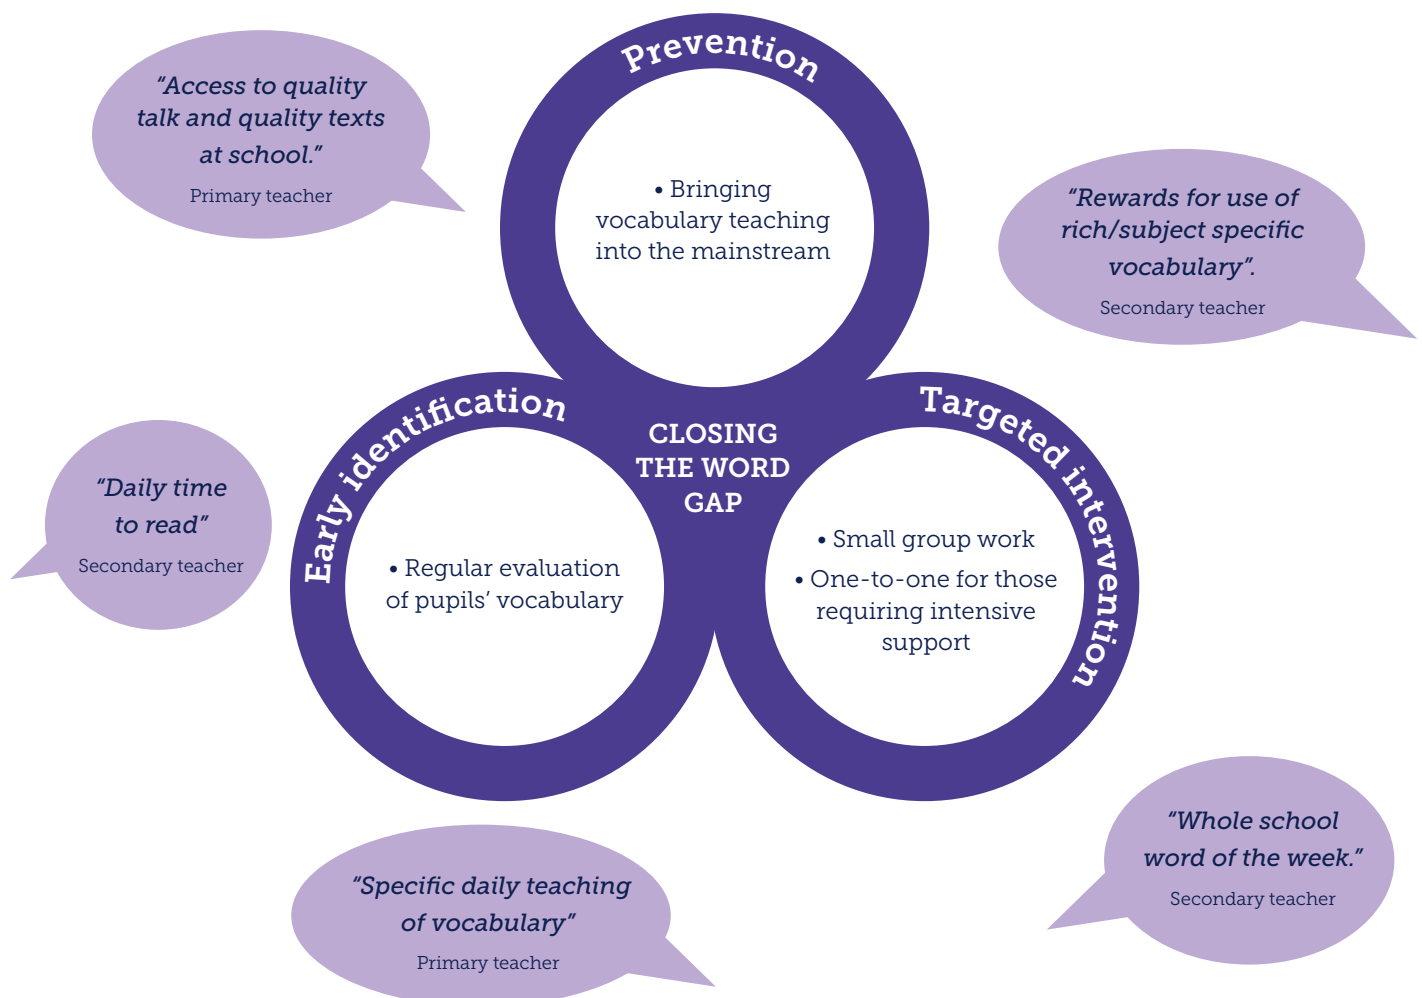 Prevention
“Access to quality
talk and quality texts
at school.”
Primary teacher
• Bringing
vocabulary teaching
into the mainstream
“Rewards for use of
rich/subject specific
vocabulary”.
Secondary teacher
Early identification
CLOSING
THE WORD
GAP
Targeted intervention
“Daily time
to read”
Secondary teacher
• Regular evaluation
of pupils’ vocabulary
• Small group work
• One-to-one for those
requiring intensive
support
“Specific daily teaching
of vocabulary”
Primary teacher
“Whole school
word of the week.”
Secondary teacher